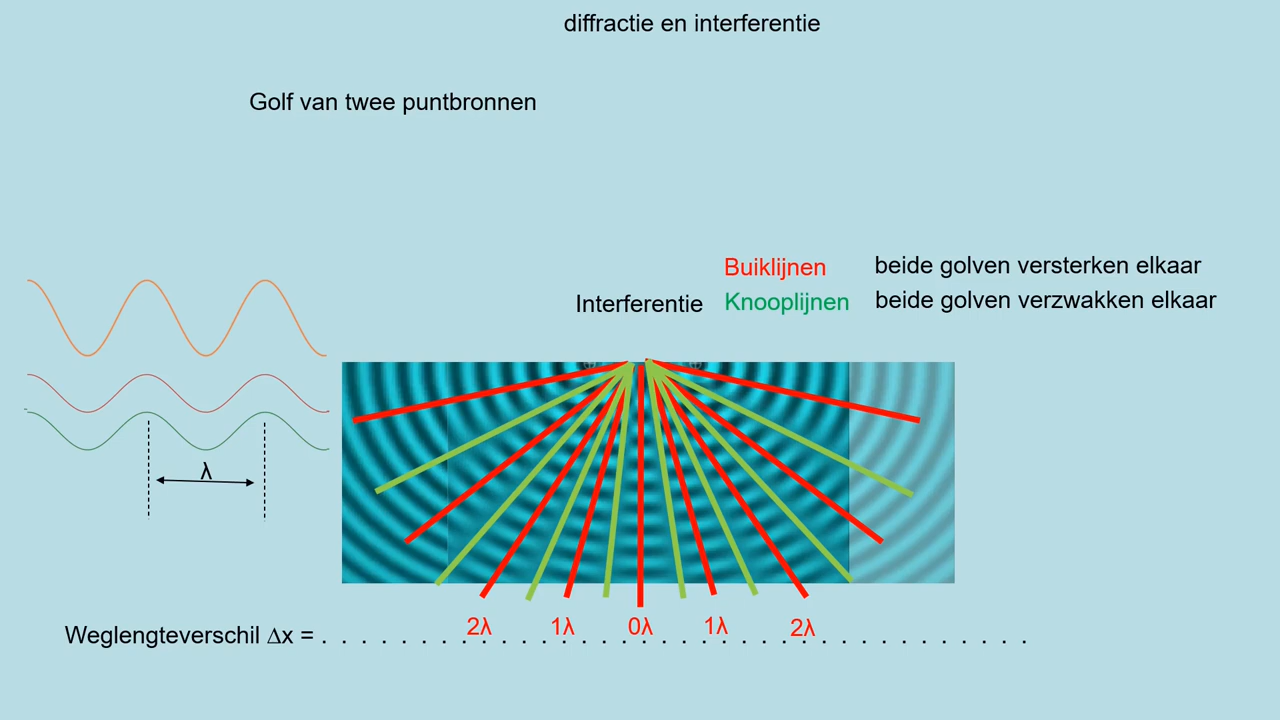 diffractie en interferentie
Golf van twee puntbronnen
Buiklijnen beide golven versterken elkaar
Interferentie Knooplijnen beide golven verzwakken elkaar
λ
2λ 1λ 0λ 1λ 2λ
Weglengteverschil Δx = . . . . . . . . . . . . . . . . . . . . . . . . . . . . . . . . . . . .